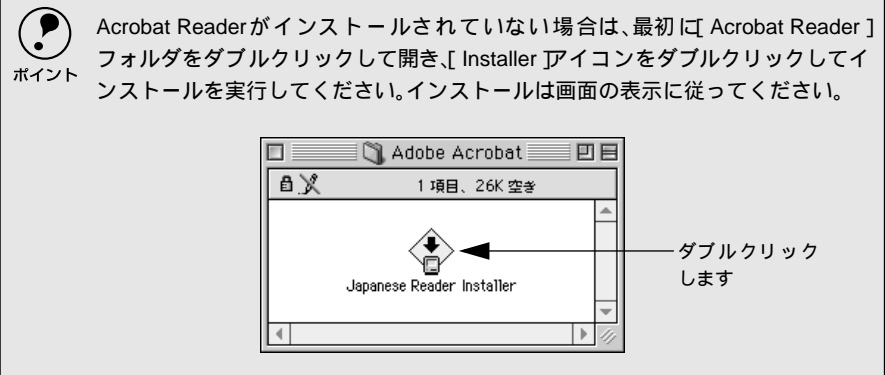 Acrobat Readerがインストールされていない場合は、最初に[ Acrobat Reader ]
フォルダをダブルクリックして開き、[ Installer ]アイコンをダブルクリックしてイ
ンストールを実行してください。インストールは画面の表示に従ってください。
ポイント
Adobe Acrobat
1 項目、26K 空き
Japanese Reader Installer
ダブルクリック
します